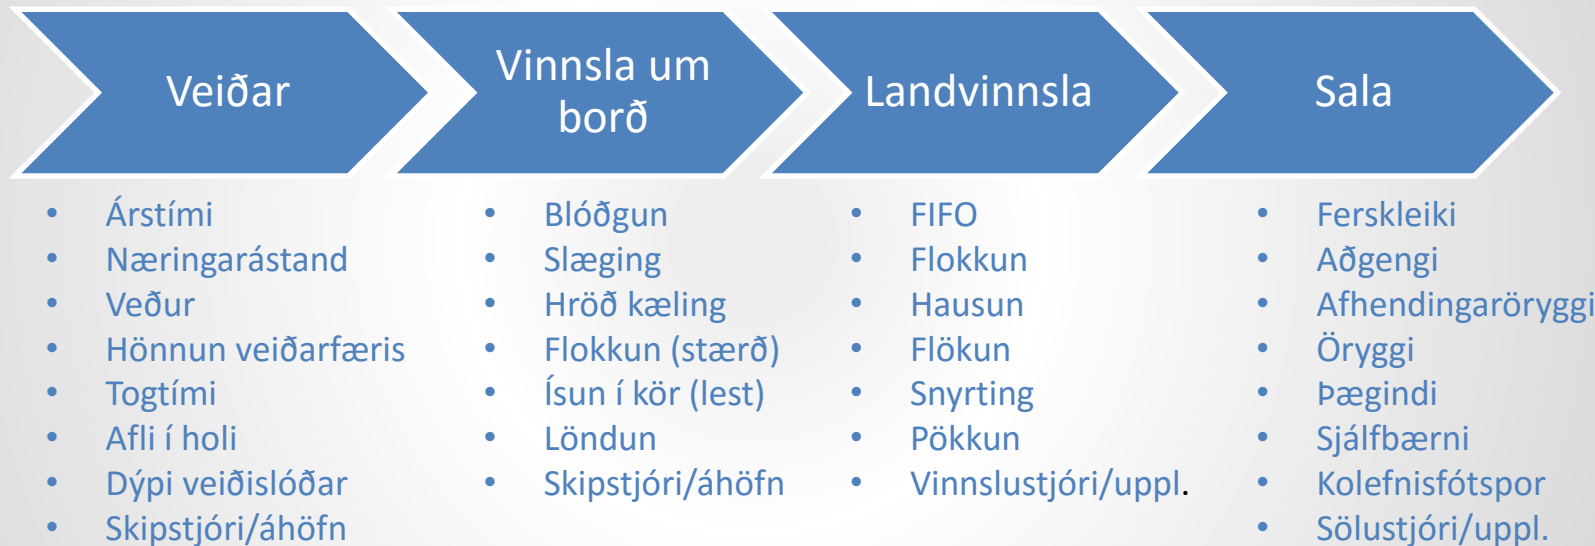 Veiðar
Vinnsla um
borð
Landvinnsla
Sala
• Árstími
• Næringarástand
• Veður
• Hönnun veiðarfæris
• Togtími
• Afli í holi
• Dýpi veiðislóðar
• Skipstjóri/áhöfn
• Blóðgun
• Slæging
• Hröð kæling
• Flokkun (stærð)
• Ísun í kör (lest)
• Löndun
• Skipstjóri/áhöfn
• FIFO
• Flokkun
• Hausun
• Flökun
• Snyrting
• Pökkun
• Vinnslustjóri/uppl.
• Ferskleiki
• Aðgengi
• Afhendingaröryggi
• Öryggi
• Þægindi
• Sjálfbærni
• Kolefnisfótspor
• Sölustjóri/uppl.